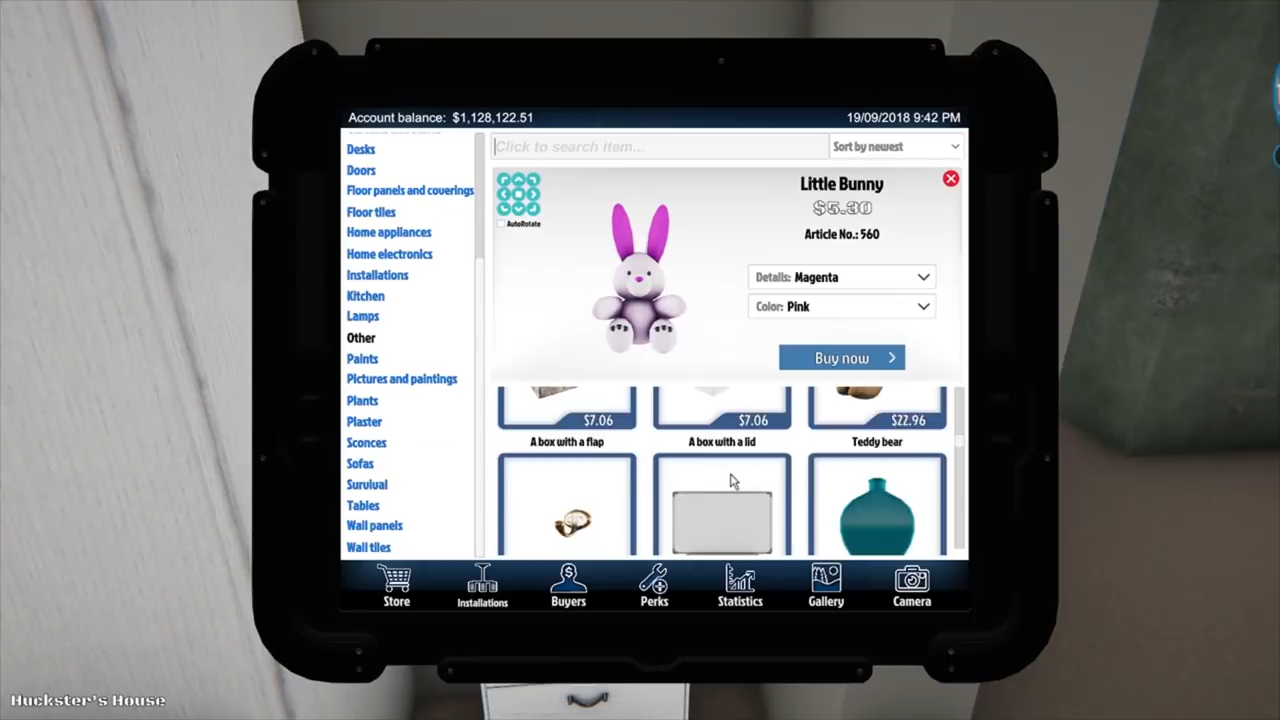 Account balance: $1,128,122.51
19/09/2018 9:42 PM
Desks
Doors
Floor panels and coverings
Floor tiles
Home appliances
Home electronics
Installations
Kitchen
Lamps
Other
Paints
Pictures and paintings
Plants
Plaster
Sconces
Sofas
Survival
Tables
Wall panels
Wall tiles
Click to search item...
Sort by newest
AutoRotate
Little Bunny
$5.30
Article No.: 560
Details: Magenta
Color: Pink
Buy now
$7.06
$7.06
$22.96
A box with a flap
A box with a lid
Teddy bear
Store
Installations
Buyers
Perks
Statistics
Gallery
Camera
Huckster's House